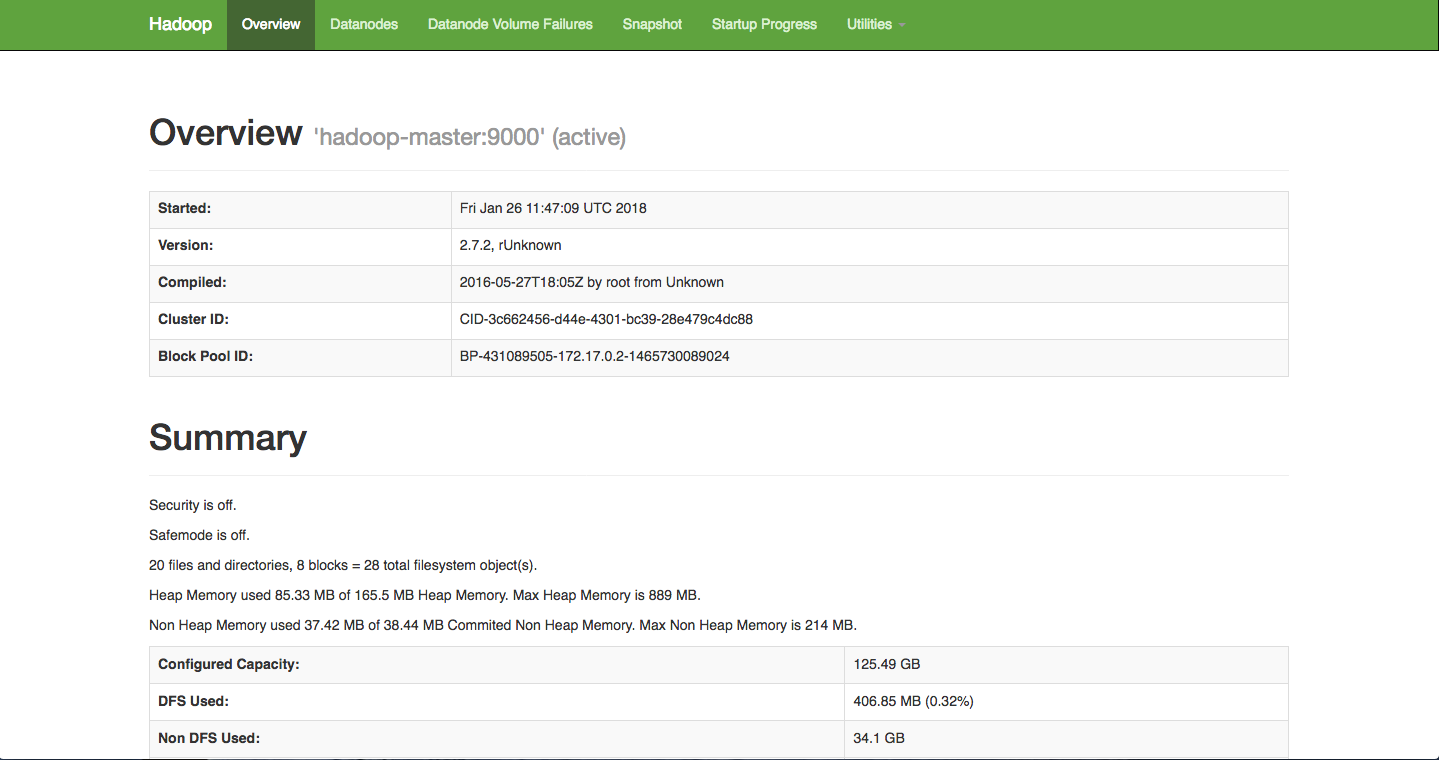 Hadoop Overview Datanodes Datanode Volume Failures Snapshot Startup Progress Utilities
Overview 'hadoop-master:9000' (active)
Started: Fri Jan 26 11:47:09 UTC 2018
Version: 2.7.2, rUnknown
Compiled: 2016-05-27T18:05Z by root from Unknown
Cluster ID: CID-3c662456-d44e-4301-bc39-28e479c4dc88
Block Pool ID: BP-431089505-172.17.0.2-1465730089024
Summary
Security is off.
Safemode is off.
20 files and directories, 8 blocks = 28 total filesystem object(s).
Heap Memory used 85.33 MB of 165.5 MB Heap Memory. Max Heap Memory is 889 MB.
Non Heap Memory used 37.42 MB of 38.44 MB Commited Non Heap Memory. Max Non Heap Memory is 214 MB.
Configured Capacity: 125.49 GB
DFS Used: 406.85 MB (0.32%)
Non DFS Used: 34.1 GB